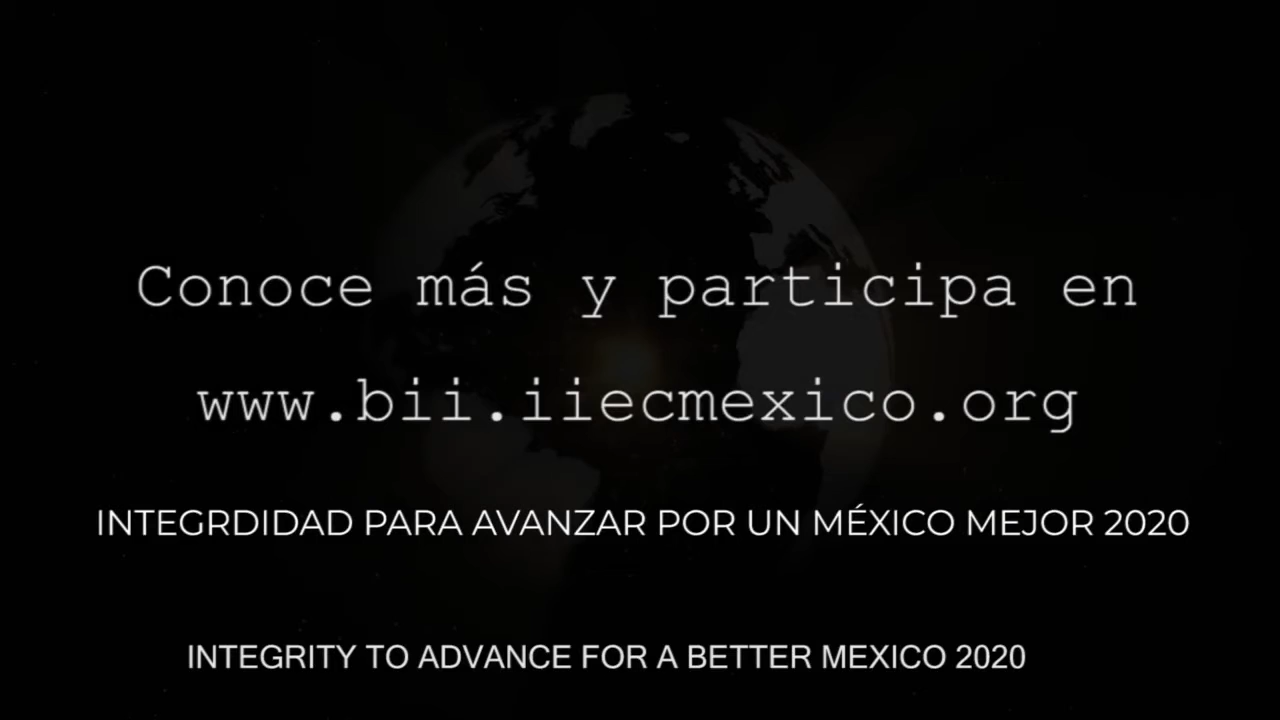 Conoce más y participa en
www.bii.iiecmexico.org
INTEGRDIDAD PARA AVANZAR POR UN MÉXICO MEJOR 2020
INTEGRITY TO ADVANCE FOR A BETTER MEXICO 2020